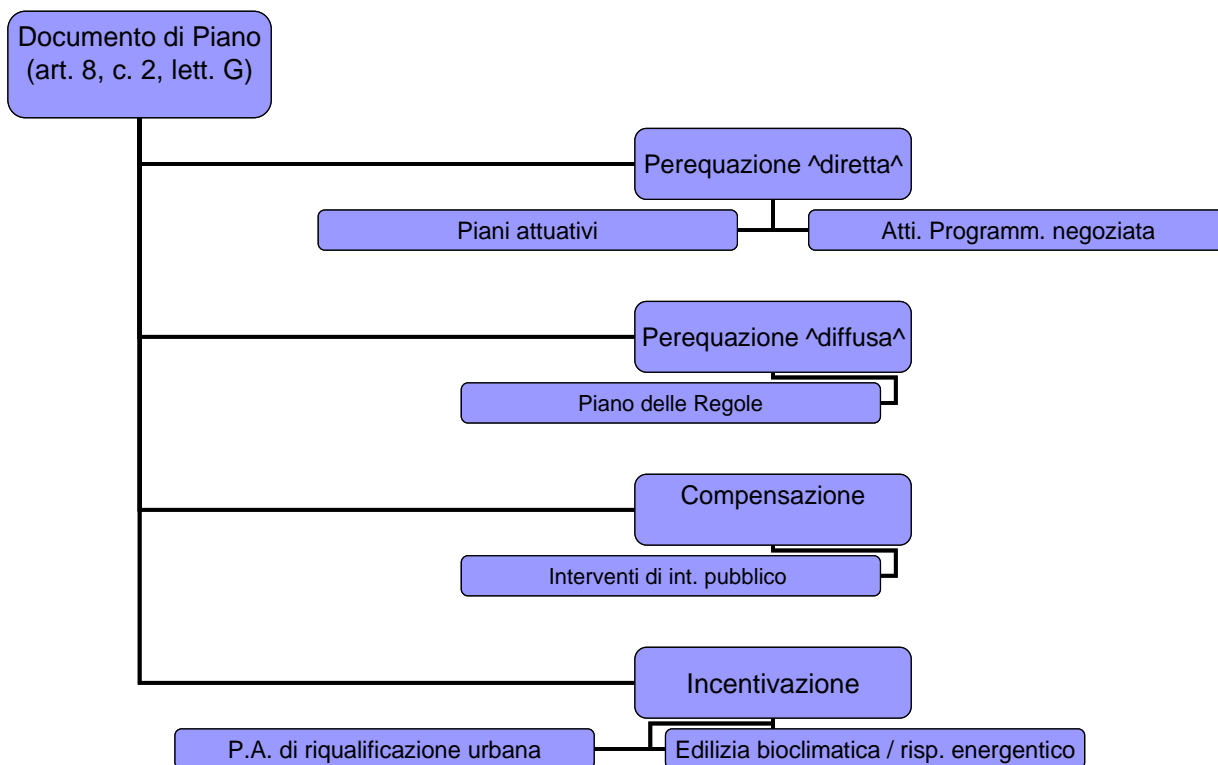 Documento di Piano
(art. 8, c. 2, lett. G)
Perequazione ^diretta^
Piani attuativi
Atti. Programm. negoziata
Perequazione ^diffusa^
Piano delle Regole
Compensazione
Interventi di int. pubblico
Incentivazione
P.A. di riqualificazione urbana
Edilizia bioclimatica / risp. energentico